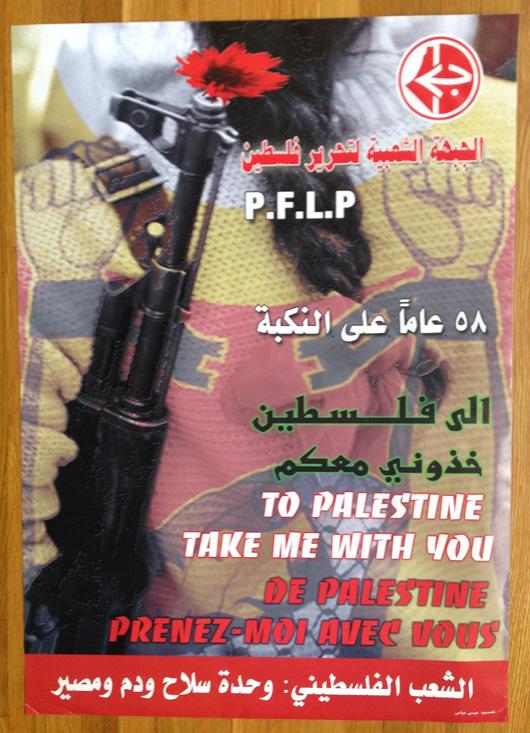 الجبهة الشعبية لتحرير فلسطين
P.F.L.P
٥٨ عاماً على النكبة
الى فلسطين
خذوني معكم
TO PALESTINE
TAKE ME WITH YOU
DE PALESTINE
PRENEZ-MOI AVEC VOUS
الشعب الفلسطيني: وحدة سلاح ودم ومصير